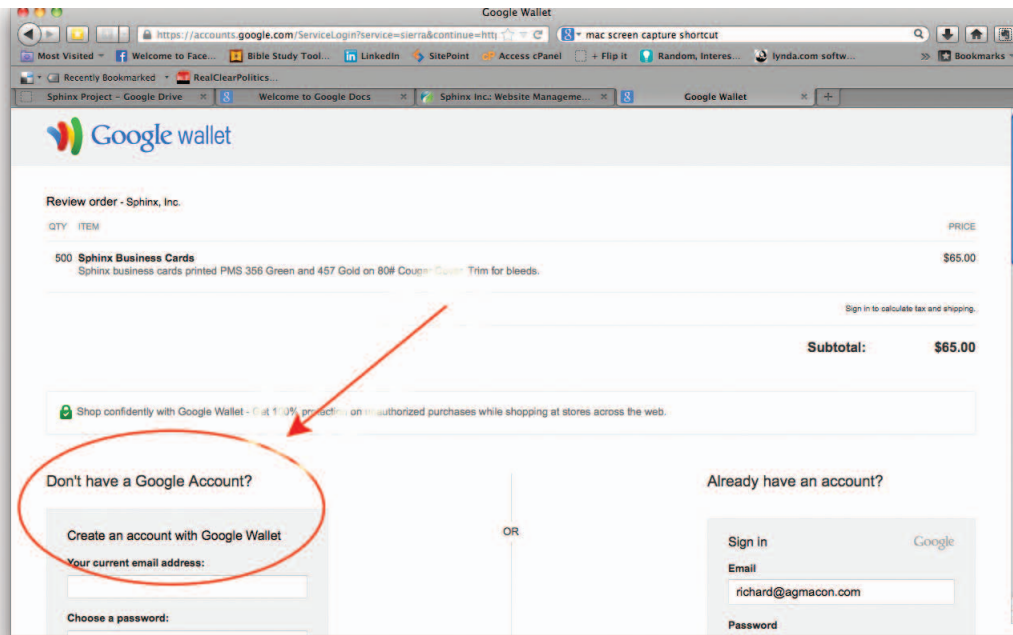 Google Wallet
https://accounts.google.com/ServiceLogin?service=sierra&continue=htt
mac screen capture shortcut
Most Visited Welcome to Face... Bible Study Tool... LinkedIn SitePoint Access cPanel + Flip it Random, Interes... lynda.com softw... Bookmarks
Recently Bookmarked RealClearPolitics...
Sphinx Project – Google Drive Welcome to Google Docs Sphinx Inc.: Website Manageme... Google Wallet
Google wallet
Review order - Sphinx, Inc.
QTY ITEM PRICE
500 Sphinx Business Cards $65.00
Sphinx business cards printed PMS 356 Green and 457 Gold on 80# Cougar Cover. Trim for bleeds.
Sign in to calculate tax and shipping.
Subtotal: $65.00
Shop confidently with Google Wallet - Get 100% protection on unauthorized purchases while shopping at stores across the web.
Don't have a Google Account?
Already have an account?
Create an account with Google Wallet
OR
Sign in Google
Your current email address:
Email
richard@agmacon.com
Choose a password:
Password